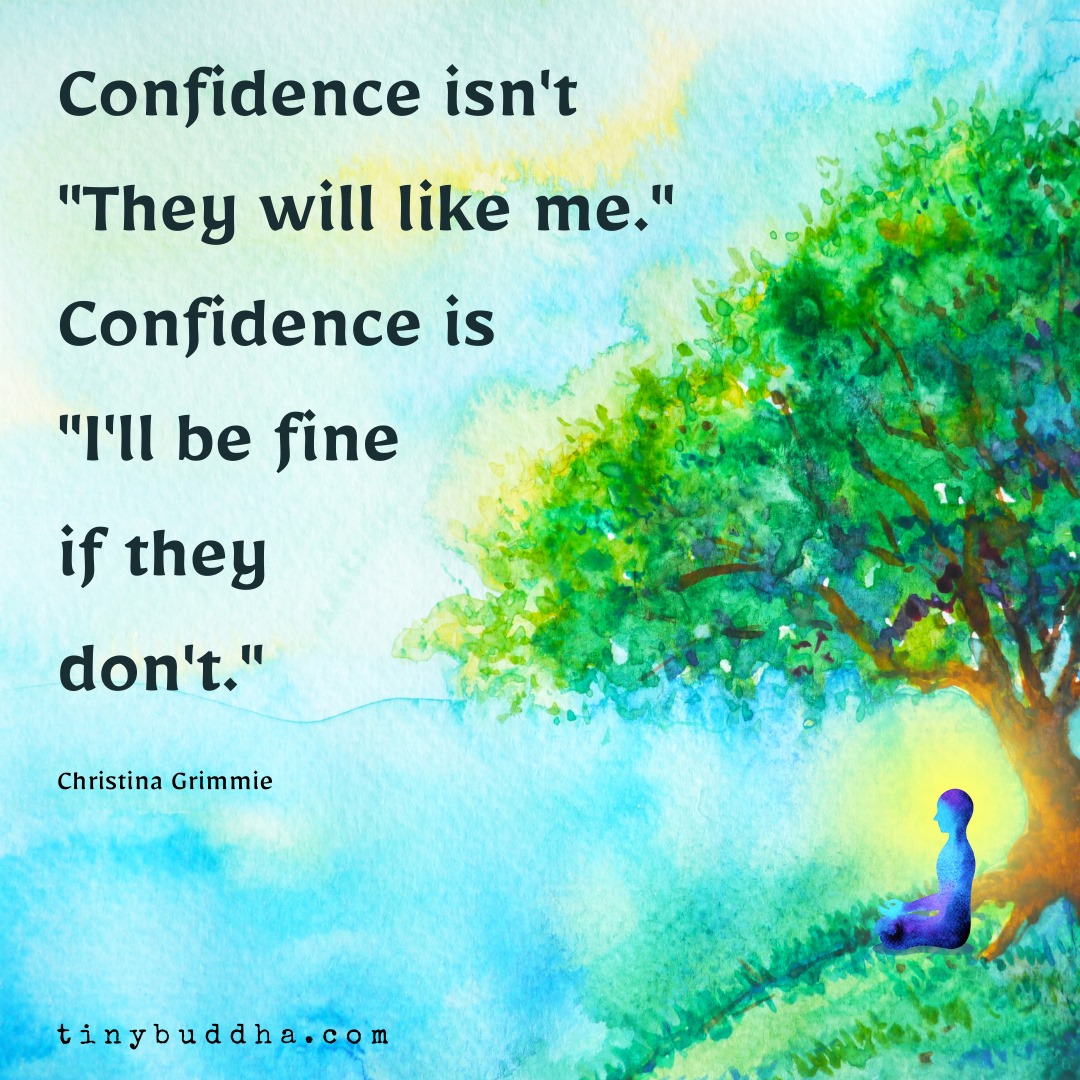 Confidence isn't
"They will like me."
Confidence is
"I'll be fine
if they
don't."
Christina Grimmie
tinybuddha.com